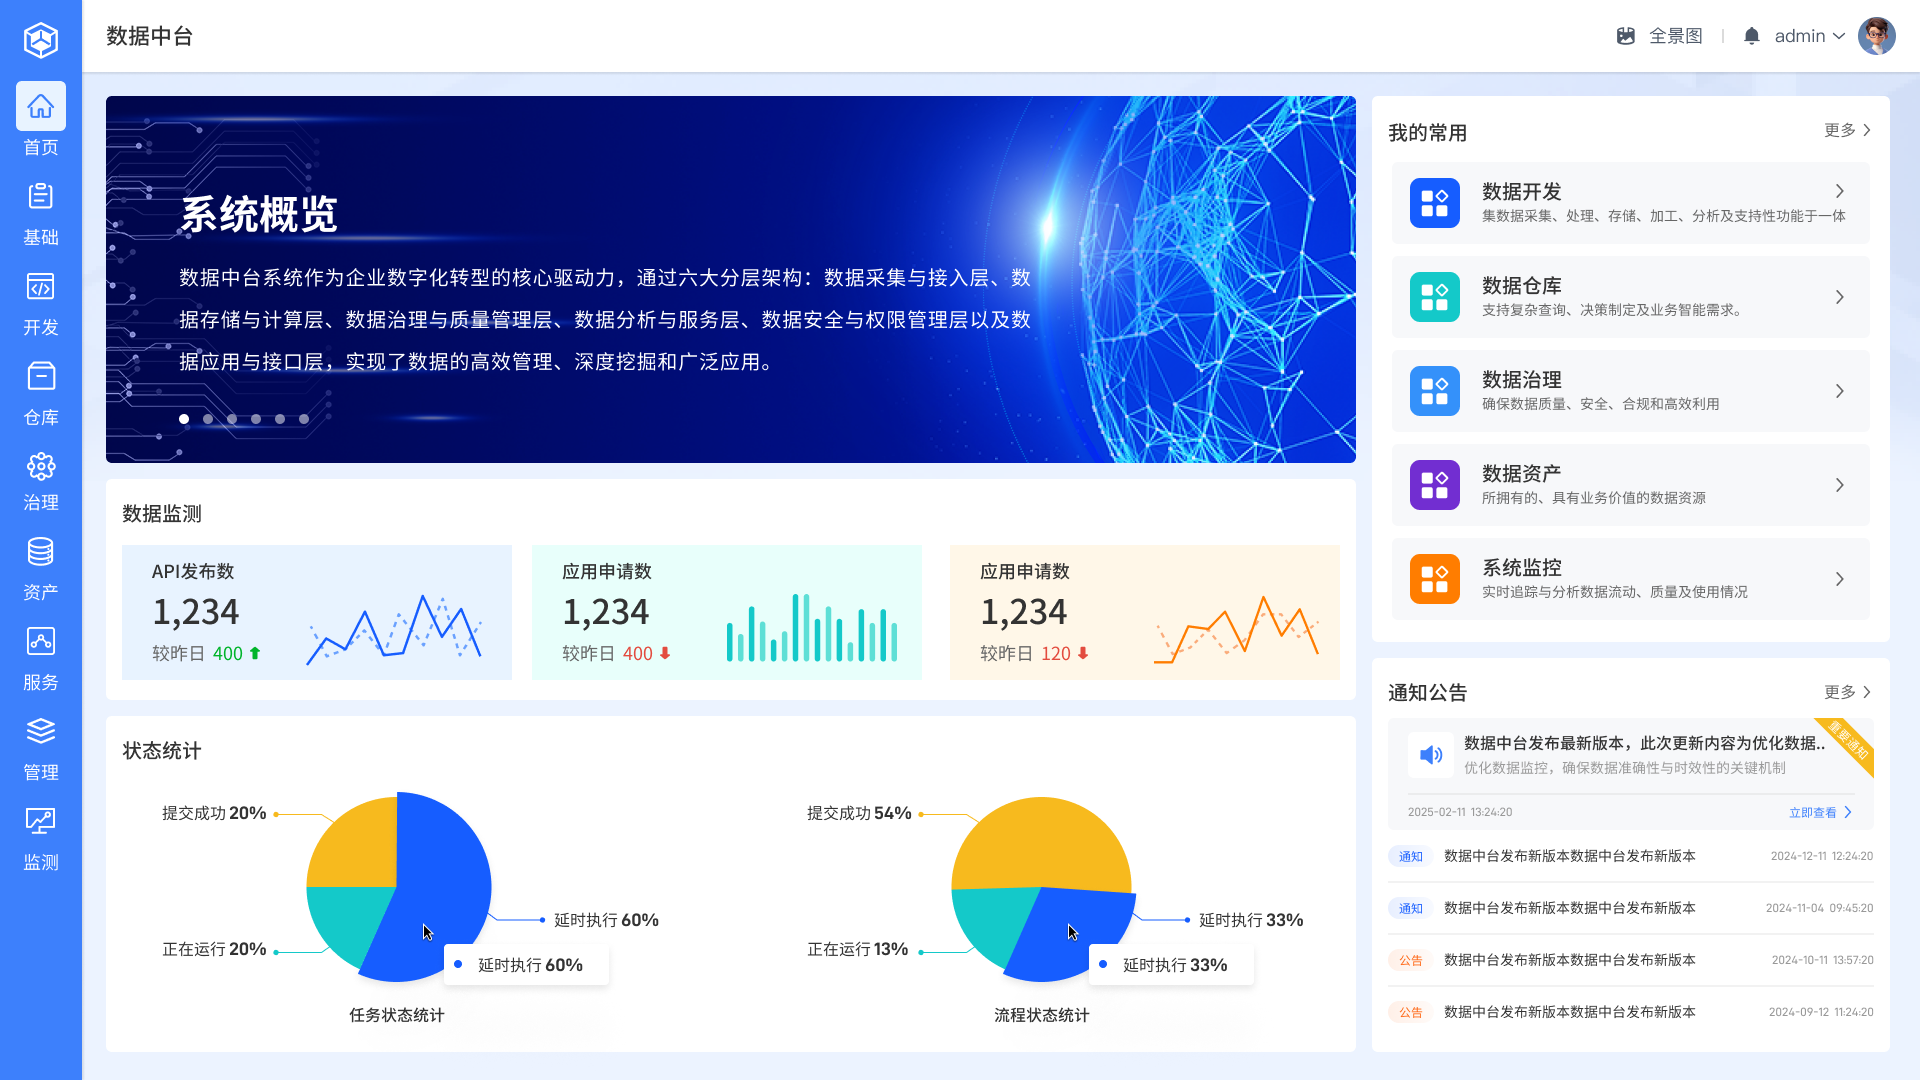 数据中台
全景图
admin
首页
基础
开发
仓库
治理
资产
服务
管理
监测
系统概览
数据中台系统作为企业数字化转型的核心驱动力，通过六大分层架构：数据采集与接入层、数
据存储与计算层、数据治理与质量管理层、数据分析与服务层、数据安全与权限管理层以及数
据应用与接口层，实现了数据的高效管理、深度挖掘和广泛应用。
数据监测
API发布数
1,234
较昨日 400
应用申请数
1,234
较昨日 400
应用申请数
1,234
较昨日 120
状态统计
提交成功 20%
延时执行 60%
正在运行 20%
延时执行 60%
任务状态统计
提交成功 54%
延时执行 33%
正在运行 13%
延时执行 33%
流程状态统计
我的常用
更多
数据开发
集数据采集、处理、存储、加工、分析及支持性功能于一体
数据仓库
支持复杂查询、决策制定及业务智能需求。
数据治理
确保数据质量、安全、合规和高效利用
数据资产
所拥有的、具有业务价值的数据资源
系统监控
实时追踪与分析数据流动、质量及使用情况
通知公告
更多
重要通知
数据中台发布最新版本，此次更新内容为优化数据..
优化数据监控，确保数据准确性与时效性的关键机制
2025-02-11 13:24:20
立即查看
通知 数据中台发布新版本数据中台发布新版本 2024-12-11 12:24:20
通知 数据中台发布新版本数据中台发布新版本 2024-11-04 09:45:20
公告 数据中台发布新版本数据中台发布新版本 2024-10-11 13:57:20
公告 数据中台发布新版本数据中台发布新版本 2024-09-12 11:24:20